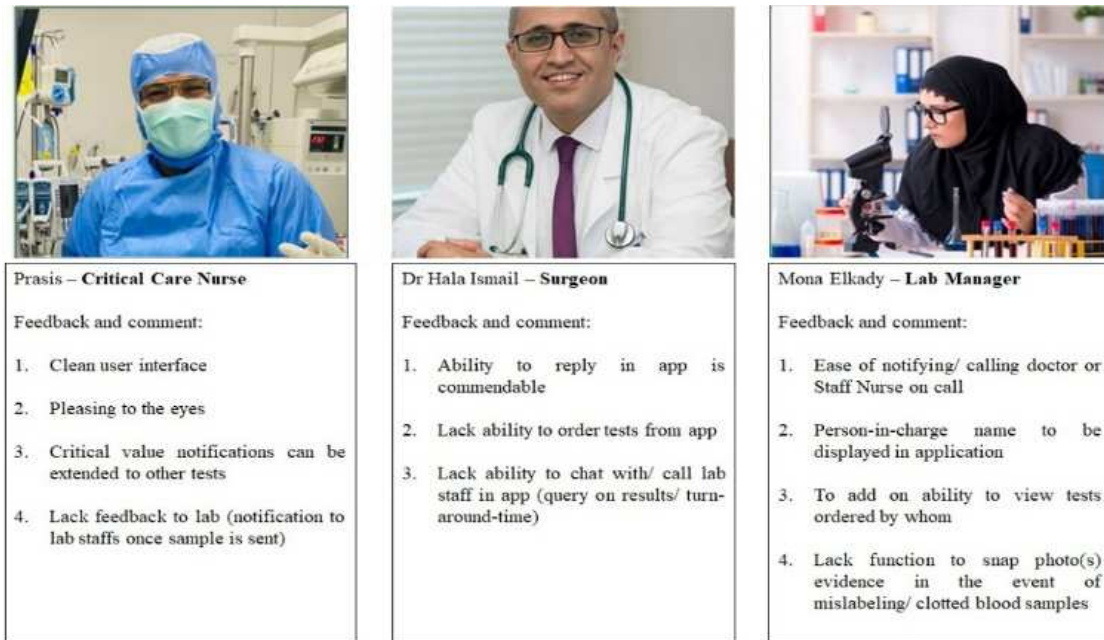 Prasis – Critical Care Nurse
Feedback and comment:
1. Clean user interface
2. Pleasing to the eyes
3. Critical value notifications can be
extended to other tests
4. Lack feedback to lab (notification to
lab staffs once sample is sent)
Dr Hala Ismail – Surgeon
Feedback and comment:
1. Ability to reply in app is
commendable
2. Lack ability to order tests from app
3. Lack ability to chat with/ call lab
staff in app (query on results/ turn-
around-time)
Mona Elkady – Lab Manager
Feedback and comment:
1. Ease of notifying/ calling doctor or
Staff Nurse on call
2. Person-in-charge name to be
displayed in application
3. To add on ability to view tests
ordered by whom
4. Lack function to snap photo(s)
evidence in the event of
mislabeling/ clotted blood samples